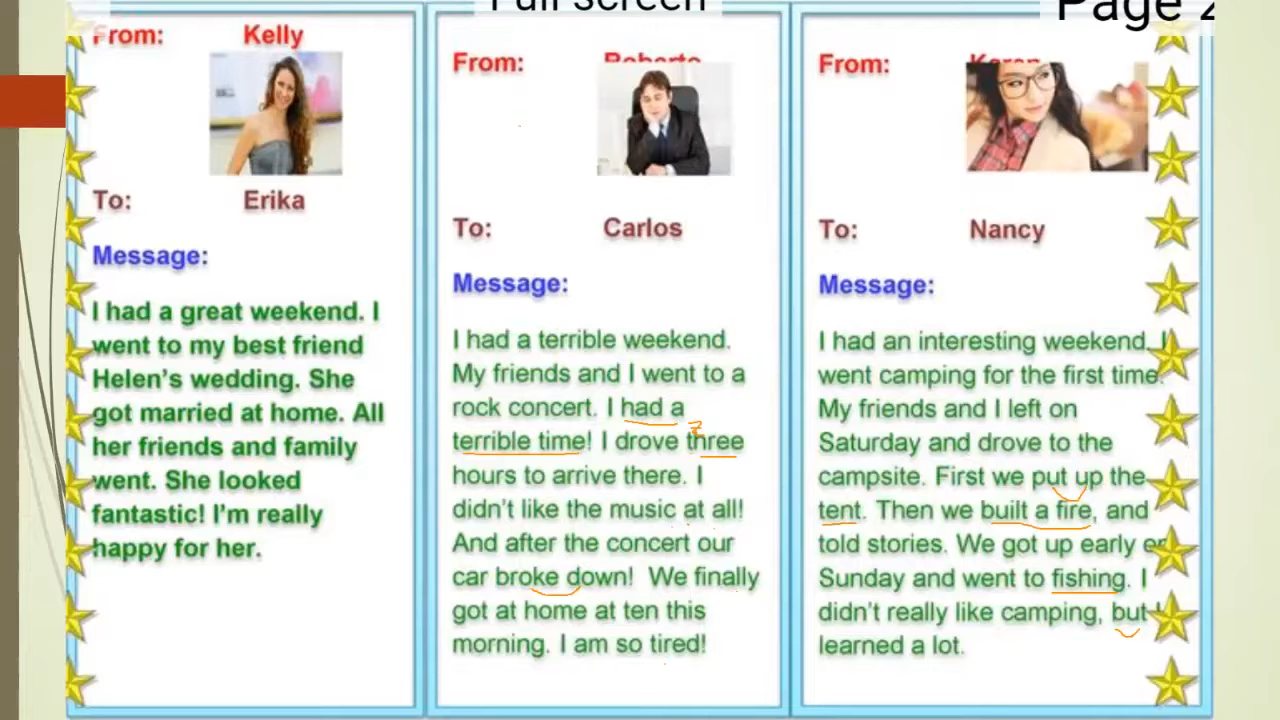 Full screen
Page 2
From: Kelly
To: Erika
Message:
I had a great weekend. I
went to my best friend
Helen's wedding. She
got married at home. All
her friends and family
went. She looked
fantastic! I'm really
happy for her.
From: Roberto
To: Carlos
Message:
I had a terrible weekend.
My friends and I went to a
rock concert. I had a
terrible time! I drove three
hours to arrive there. I
didn't like the music at all!
And after the concert our
car broke down! We finally
got at home at ten this
morning. I am so tired!
From: Karen
To: Nancy
Message:
I had an interesting weekend. I
went camping for the first time.
My friends and I left on
Saturday and drove to the
campsite. First we put up the
tent. Then we built a fire, and
told stories. We got up early on
Sunday and went to fishing. I
didn't really like camping, but I
learned a lot.